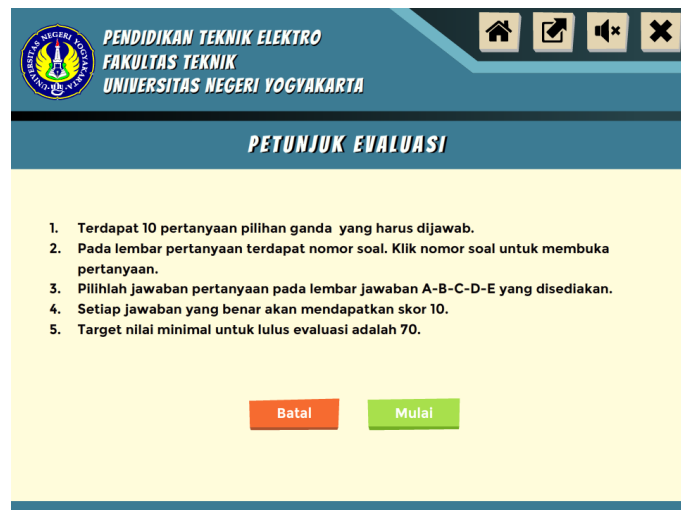 PENDIDIKAN TEKNIK ELEKTRO
FAKULTAS TEKNIK
UNIVERSITAS NEGERI YOGYAKARTA
UNIVERSITAS NEGERI YOGYAKARTA
PETUNJUK EVALUASI
1. Terdapat 10 pertanyaan pilihan ganda yang harus dijawab.
2. Pada lembar pertanyaan terdapat nomor soal. Klik nomor soal untuk membuka
pertanyaan.
3. Pilihlah jawaban pertanyaan pada lembar jawaban A-B-C-D-E yang disediakan.
4. Setiap jawaban yang benar akan mendapatkan skor 10.
5. Target nilai minimal untuk lulus evaluasi adalah 70.
Batal
Mulai